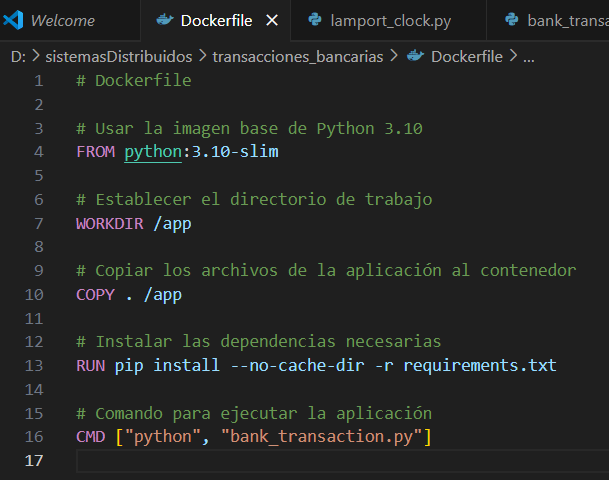 Welcome
Dockerfile
lamport_clock.py
D: > sistemasDistribuidos > transacciones_bancarias > Dockerfile > ...
1 # Dockerfile
2
3 # Usar la imagen base de Python 3.10
4 FROM python:3.10-slim
5
6 # Establecer el directorio de trabajo
7 WORKDIR /app
8
9 # Copiar los archivos de la aplicación al contenedor
10 COPY . /app
11
12 # Instalar las dependencias necesarias
13 RUN pip install --no-cache-dir -r requirements.txt
14
15 # Comando para ejecutar la aplicación
16 CMD ["python", "bank_transaction.py"]
17